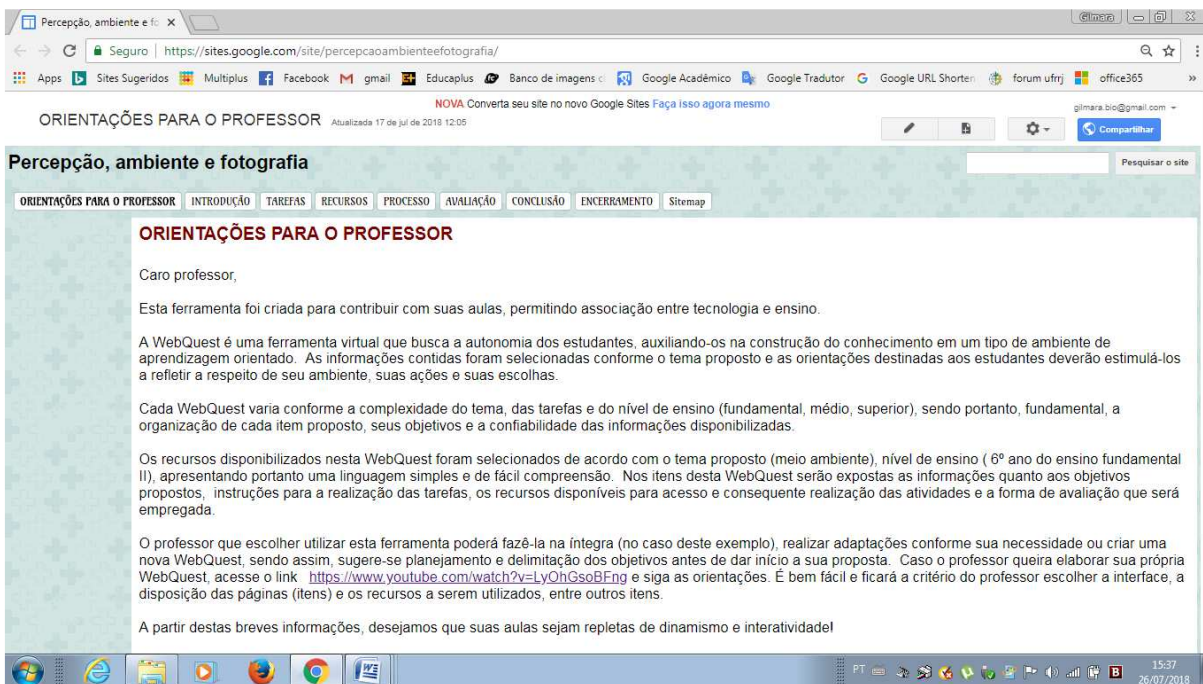 Percepção, ambiente e fo
Gilmara
Seguro | https://sites.google.com/site/percepcaoambienteefotografia/
Apps Sites Sugeridos Multiplus Facebook gmail Educaplus Banco de imagens Google Acadêmico Google Tradutor Google URL Shorten forum ufrrj office365 »
NOVA Converta seu site no novo Google Sites Faça isso agora mesmo
gilmara.bio@gmail.com
ORIENTAÇÕES PARA O PROFESSOR Atualizada 17 de jul de 2018 12:05
Compartilhar
Percepção, ambiente e fotografia
Pesquisar o site
ORIENTAÇÕES PARA O PROFESSOR INTRODUÇÃO TAREFAS RECURSOS PROCESSO AVALIAÇÃO CONCLUSÃO ENCERRAMENTO Sitemap
ORIENTAÇÕES PARA O PROFESSOR
Caro professor,
Esta ferramenta foi criada para contribuir com suas aulas, permitindo associação entre tecnologia e ensino.
A WebQuest é uma ferramenta virtual que busca a autonomia dos estudantes, auxiliando-os na construção do conhecimento em um tipo de ambiente de
aprendizagem orientado. As informações contidas foram selecionadas conforme o tema proposto e as orientações destinadas aos estudantes deverão estimulá-los
a refletir a respeito de seu ambiente, suas ações e suas escolhas.
Cada WebQuest varia conforme a complexidade do tema, das tarefas e do nível de ensino (fundamental, médio, superior), sendo portanto, fundamental, a
organização de cada item proposto, seus objetivos e a confiabilidade das informações disponibilizadas.
Os recursos disponibilizados nesta WebQuest foram selecionados de acordo com o tema proposto (meio ambiente), nível de ensino ( 6º ano do ensino fundamental
II), apresentando portanto uma linguagem simples e de fácil compreensão. Nos itens desta WebQuest serão expostas as informações quanto aos objetivos
propostos, instruções para a realização das tarefas, os recursos disponíveis para acesso e consequente realização das atividades e a forma de avaliação que será
empregada.
O professor que escolher utilizar esta ferramenta poderá fazê-la na íntegra (no caso deste exemplo), realizar adaptações conforme sua necessidade ou criar uma
nova WebQuest, sendo assim, sugere-se planejamento e delimitação dos objetivos antes de dar início a sua proposta. Caso o professor queira elaborar sua própria
WebQuest, acesse o link https://www.youtube.com/watch?v=LyOhGsoBFng e siga as orientações. É bem fácil e ficará a critério do professor escolher a interface, a
disposição das páginas (itens) e os recursos a serem utilizados, entre outros itens.
A partir destas breves informações, desejamos que suas aulas sejam repletas de dinamismo e interatividade!
PT
15:37
26/07/2018